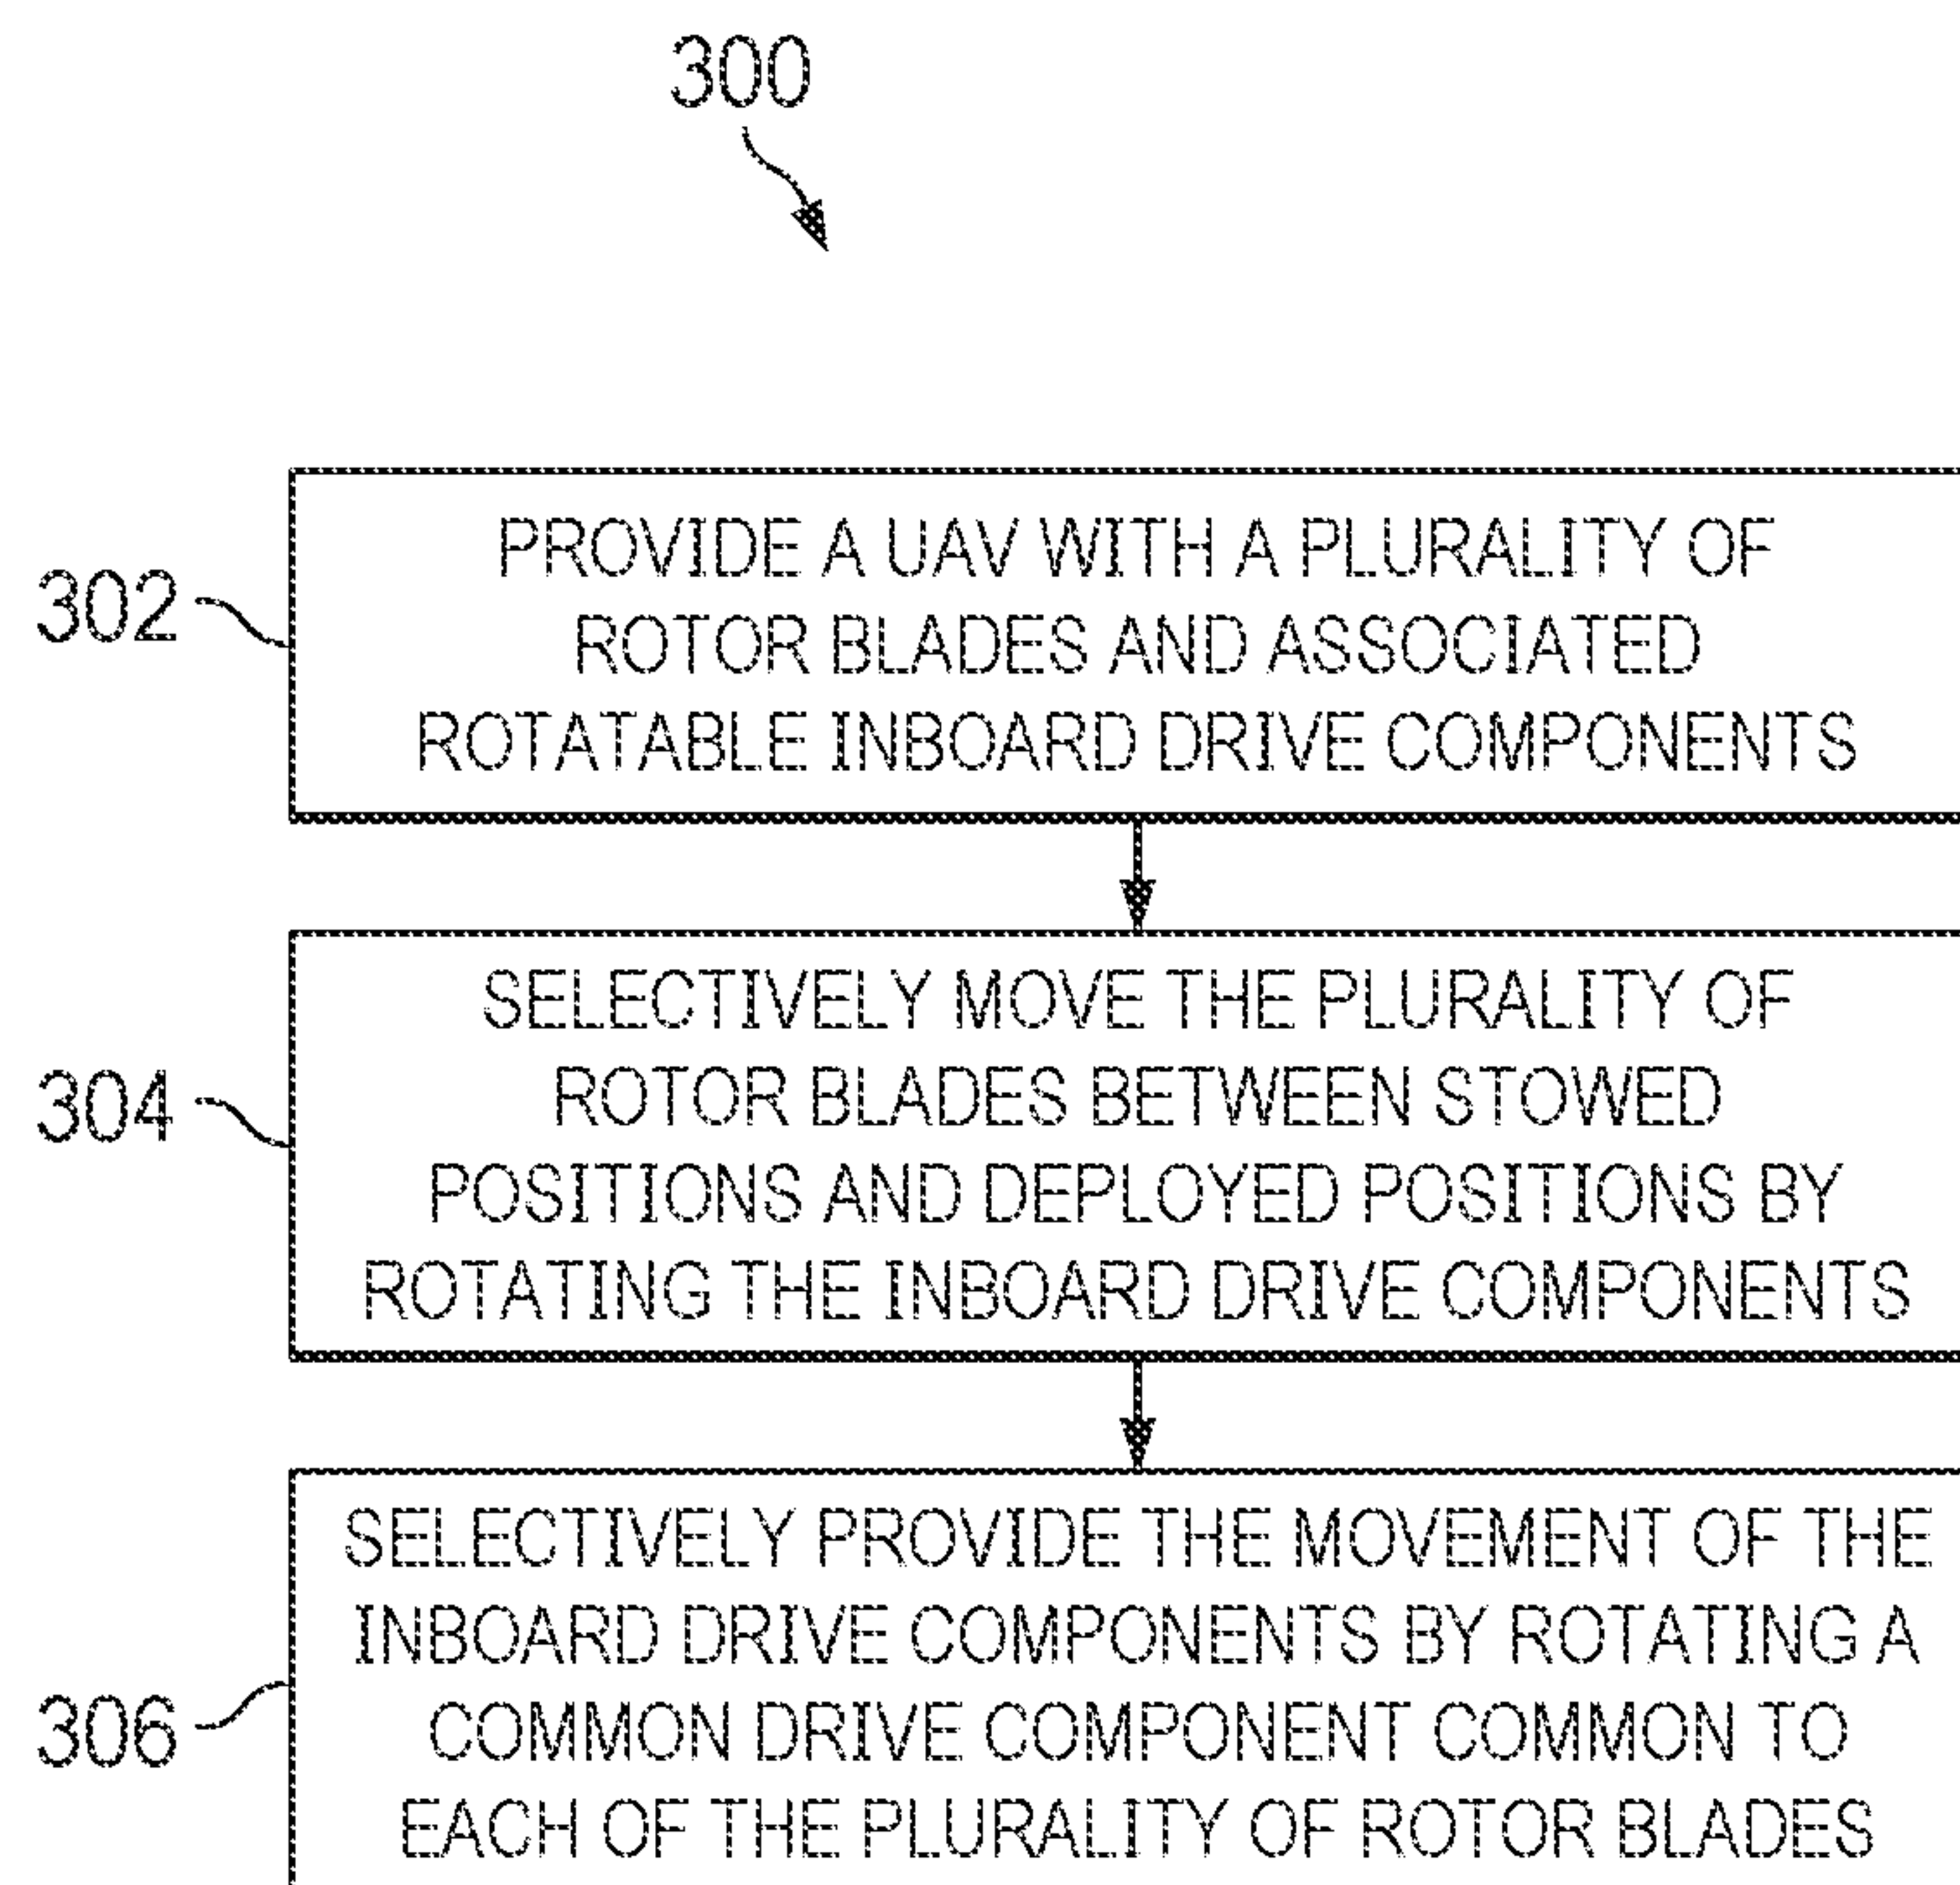 300
302
PROVIDE A UAV WITH A PLURALITY OF
ROTOR BLADES AND ASSOCIATED
ROTATABLE INBOARD DRIVE COMPONENTS
304
SELECTIVELY MOVE THE PLURALITY OF
ROTOR BLADES BETWEEN STOWED
POSITIONS AND DEPLOYED POSITIONS BY
ROTATING THE INBOARD DRIVE COMPONENTS
306
SELECTIVELY PROVIDE THE MOVEMENT OF THE
INBOARD DRIVE COMPONENTS BY ROTATING A
COMMON DRIVE COMPONENT COMMON TO
EACH OF THE PLURALITY OF ROTOR BLADES